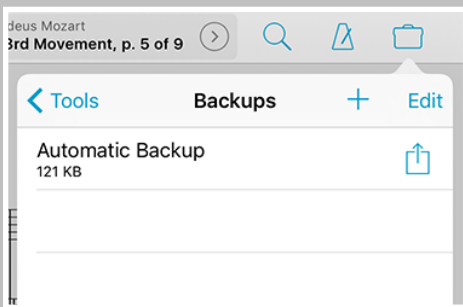 deus Mozart
3rd Movement, p. 5 of 9
Tools Backups Edit
Automatic Backup
121 KB